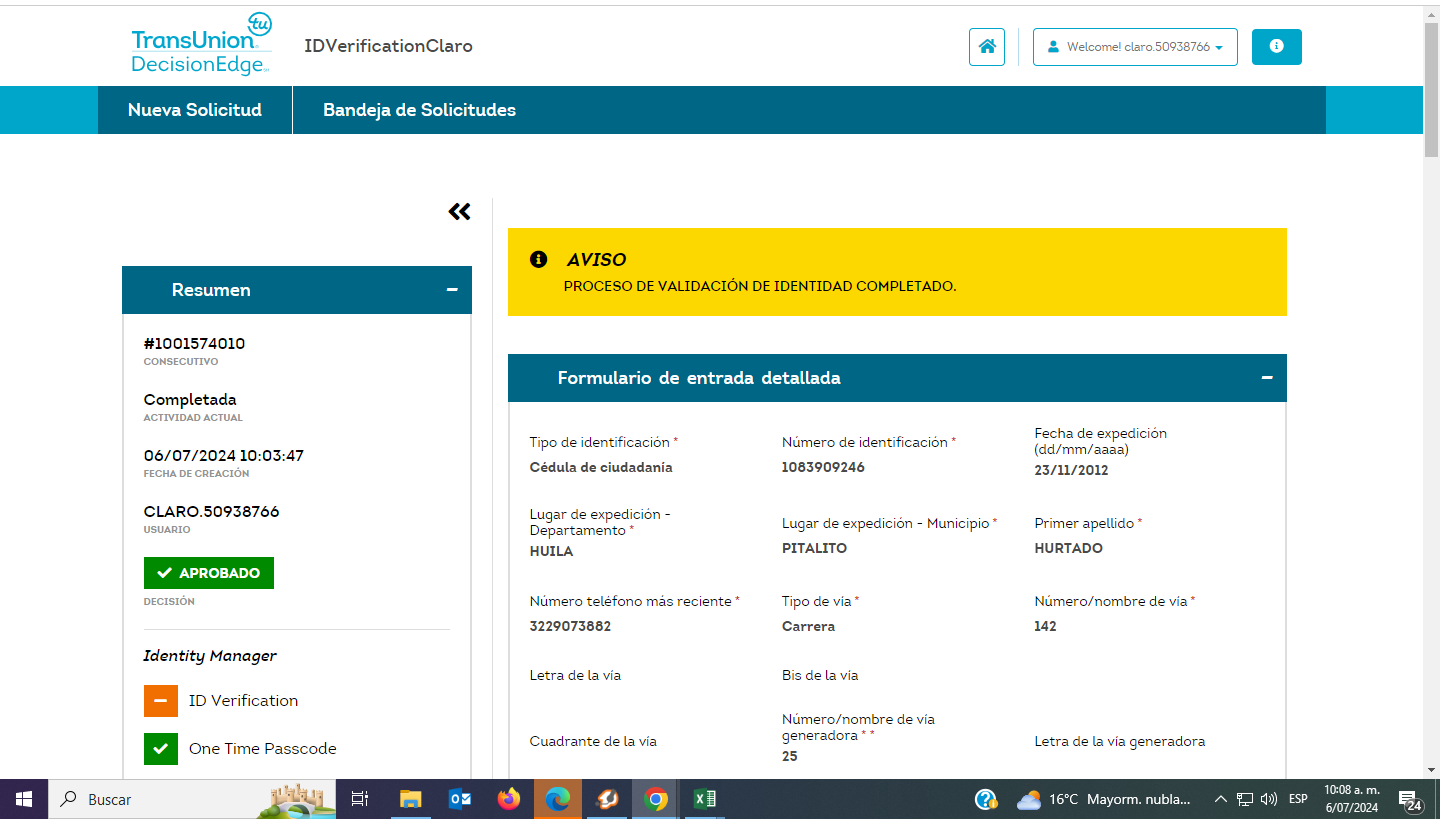 tu
TransUnion
DecisionEdge
IDVerificationClaro
Welcome! claro.50938766
Nueva Solicitud
Bandeja de Solicitudes
AVISO
PROCESO DE VALIDACIÓN DE IDENTIDAD COMPLETADO.
Resumen
#1001574010
CONSECUTIVO
Completada
ACTIVIDAD ACTUAL
06/07/2024 10:03:47
FECHA DE CREACIÓN
CLARO.50938766
USUARIO
APROBADO
DECISIÓN
Identity Manager
ID Verification
One Time Passcode
Formulario de entrada detallada
Tipo de identificación *
Cédula de ciudadanía
Número de identificación *
1083909246
Fecha de expedición
(dd/mm/aaaa)
23/11/2012
Lugar de expedición -
Departamento *
HUILA
Lugar de expedición - Municipio *
PITALITO
Primer apellido *
HURTADO
Número teléfono más reciente *
3229073882
Tipo de vía *
Carrera
Número/nombre de vía *
142
Letra de la vía
Bis de la vía
Cuadrante de la vía
Número/nombre de vía
generadora * *
25
Letra de la vía generadora
Buscar
16°C Mayorm. nubla...
ESP
10:08 a. m.
6/07/2024
24